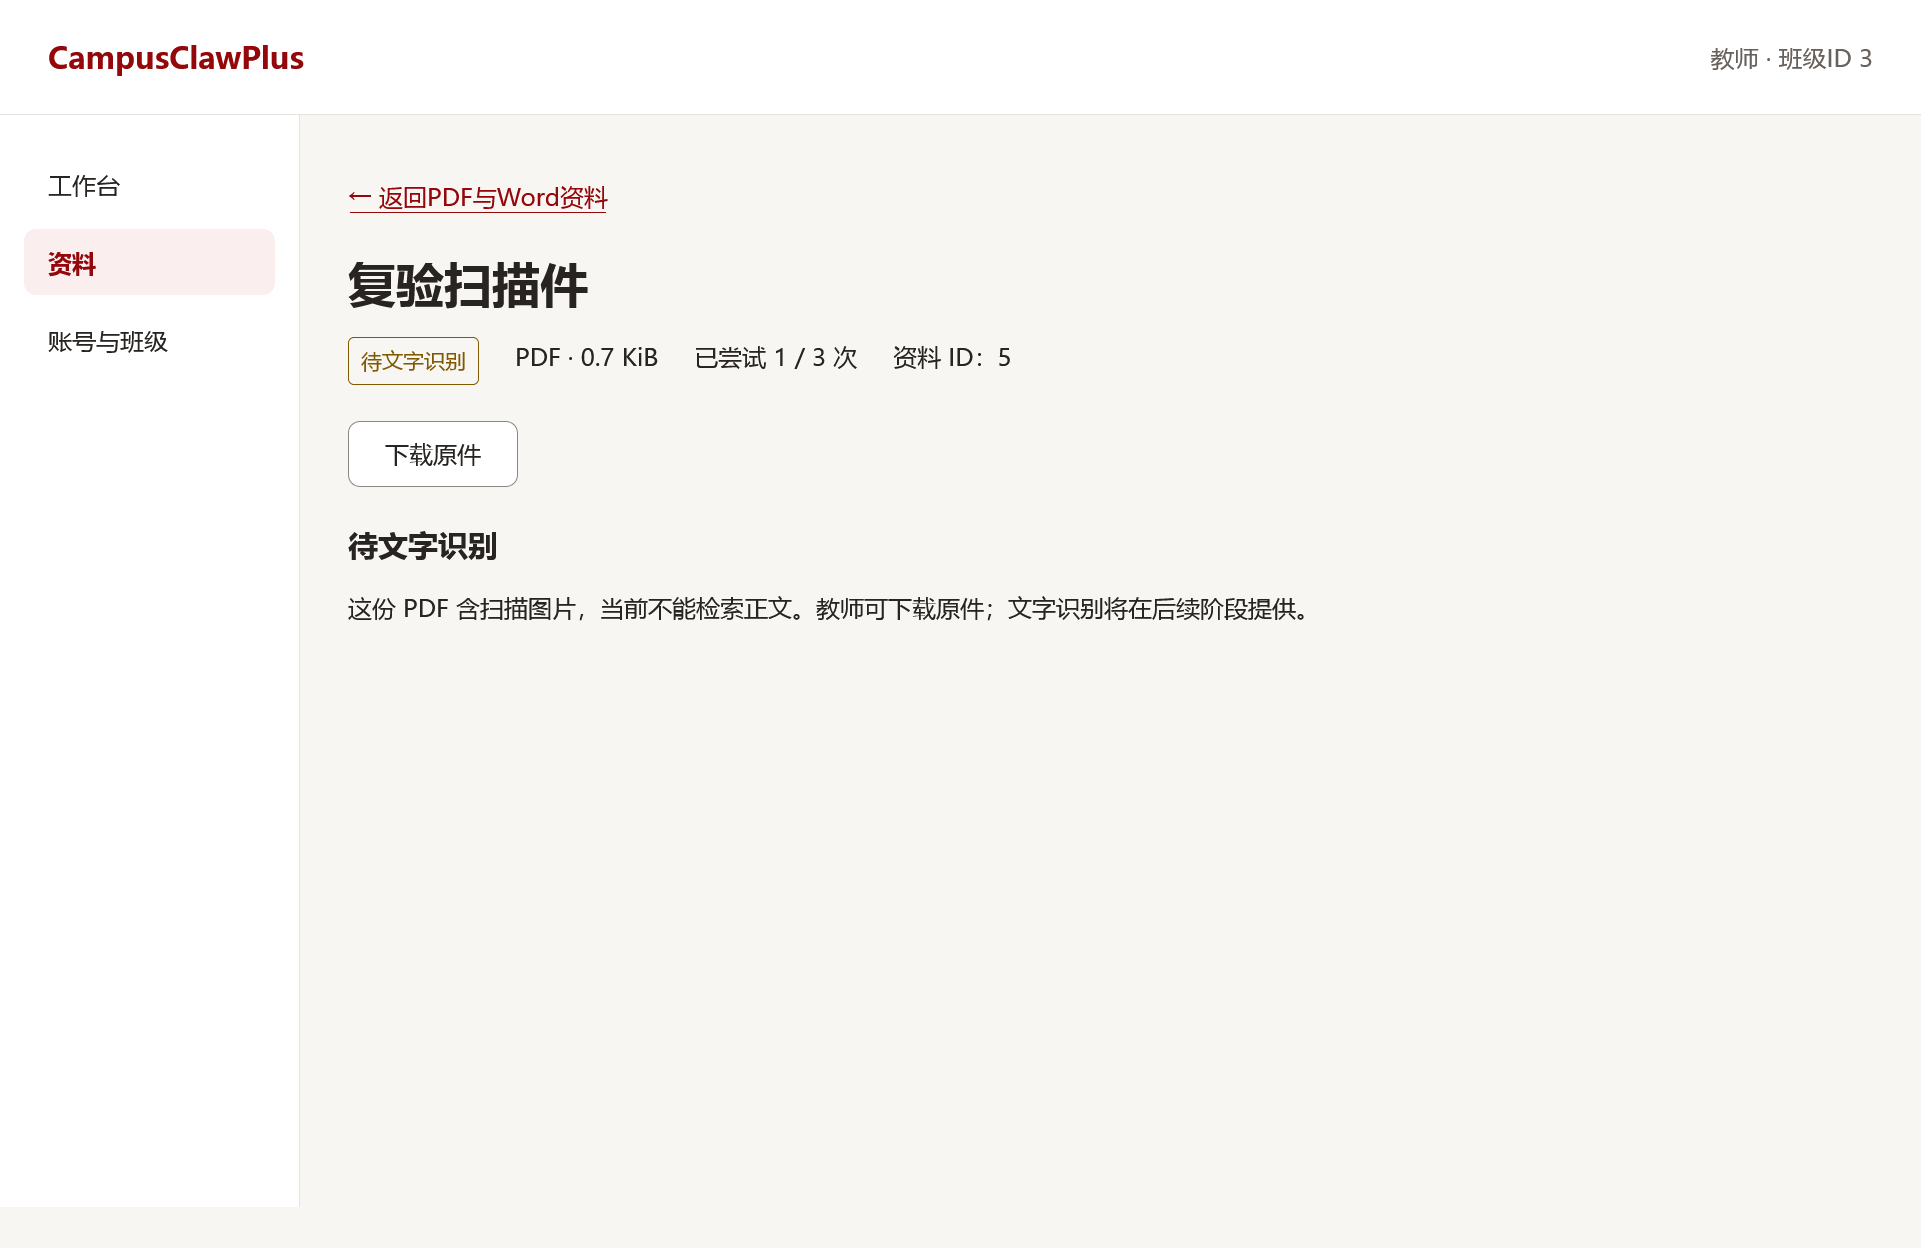 CampusClawPlus
教师 · 班级ID 3
工作台
资料
账号与班级
← 返回PDF与Word资料
复验扫描件
待文字识别 PDF · 0.7 KiB 已尝试 1 / 3 次 资料 ID：5
下载原件
待文字识别
这份 PDF 含扫描图片，当前不能检索正文。教师可下载原件；文字识别将在后续阶段提供。